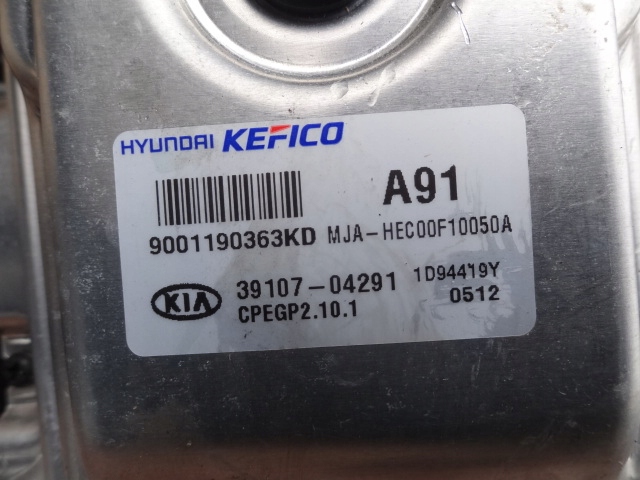 HYUNDAI KEFICO
A91
9001190363KD MJA-HEC00F10050A
KIA 39107-04291 1D94419Y
CPEGP2.10.1 0512